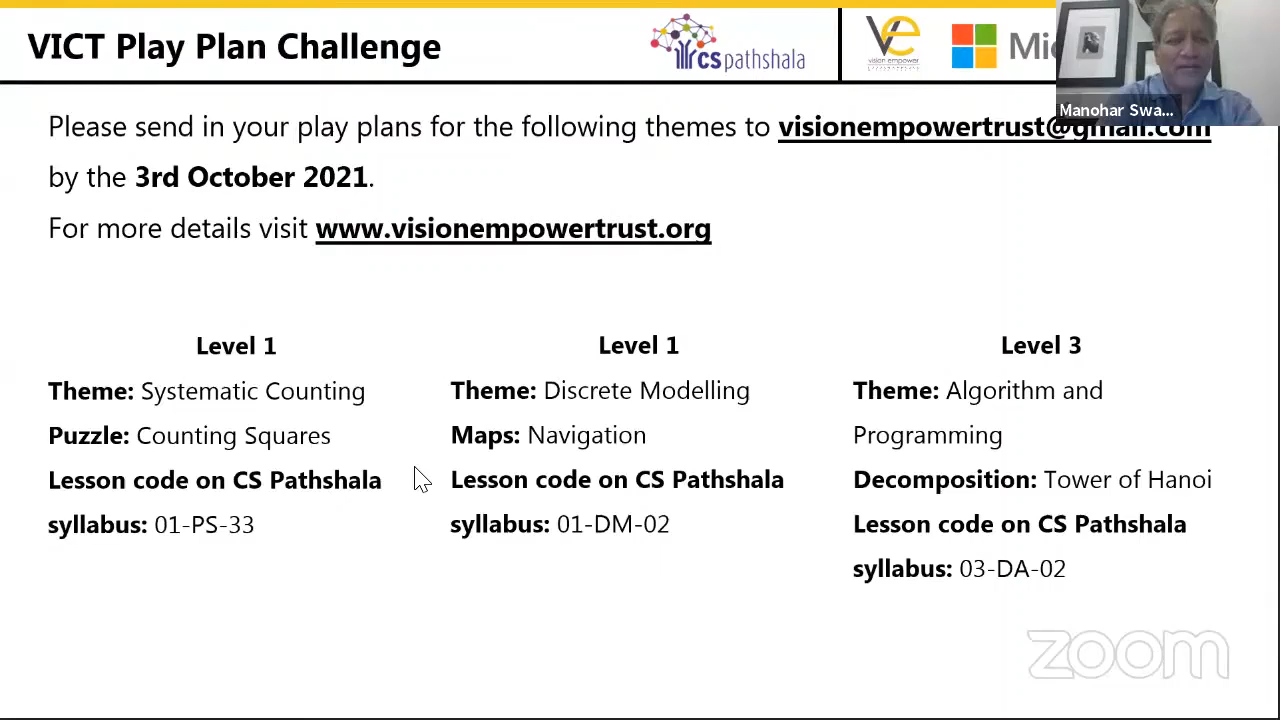 VICT Play Plan Challenge
CS pathshala
vision empower
Manohar Swa...
Please send in your play plans for the following themes to visionempowertrust@gmail.com
by the 3rd October 2021.
For more details visit www.visionempowertrust.org
Level 1
Theme: Systematic Counting
Puzzle: Counting Squares
Lesson code on CS Pathshala
syllabus: 01-PS-33
Level 1
Theme: Discrete Modelling
Maps: Navigation
Lesson code on CS Pathshala
syllabus: 01-DM-02
Level 3
Theme: Algorithm and
Programming
Decomposition: Tower of Hanoi
Lesson code on CS Pathshala
syllabus: 03-DA-02
zoom